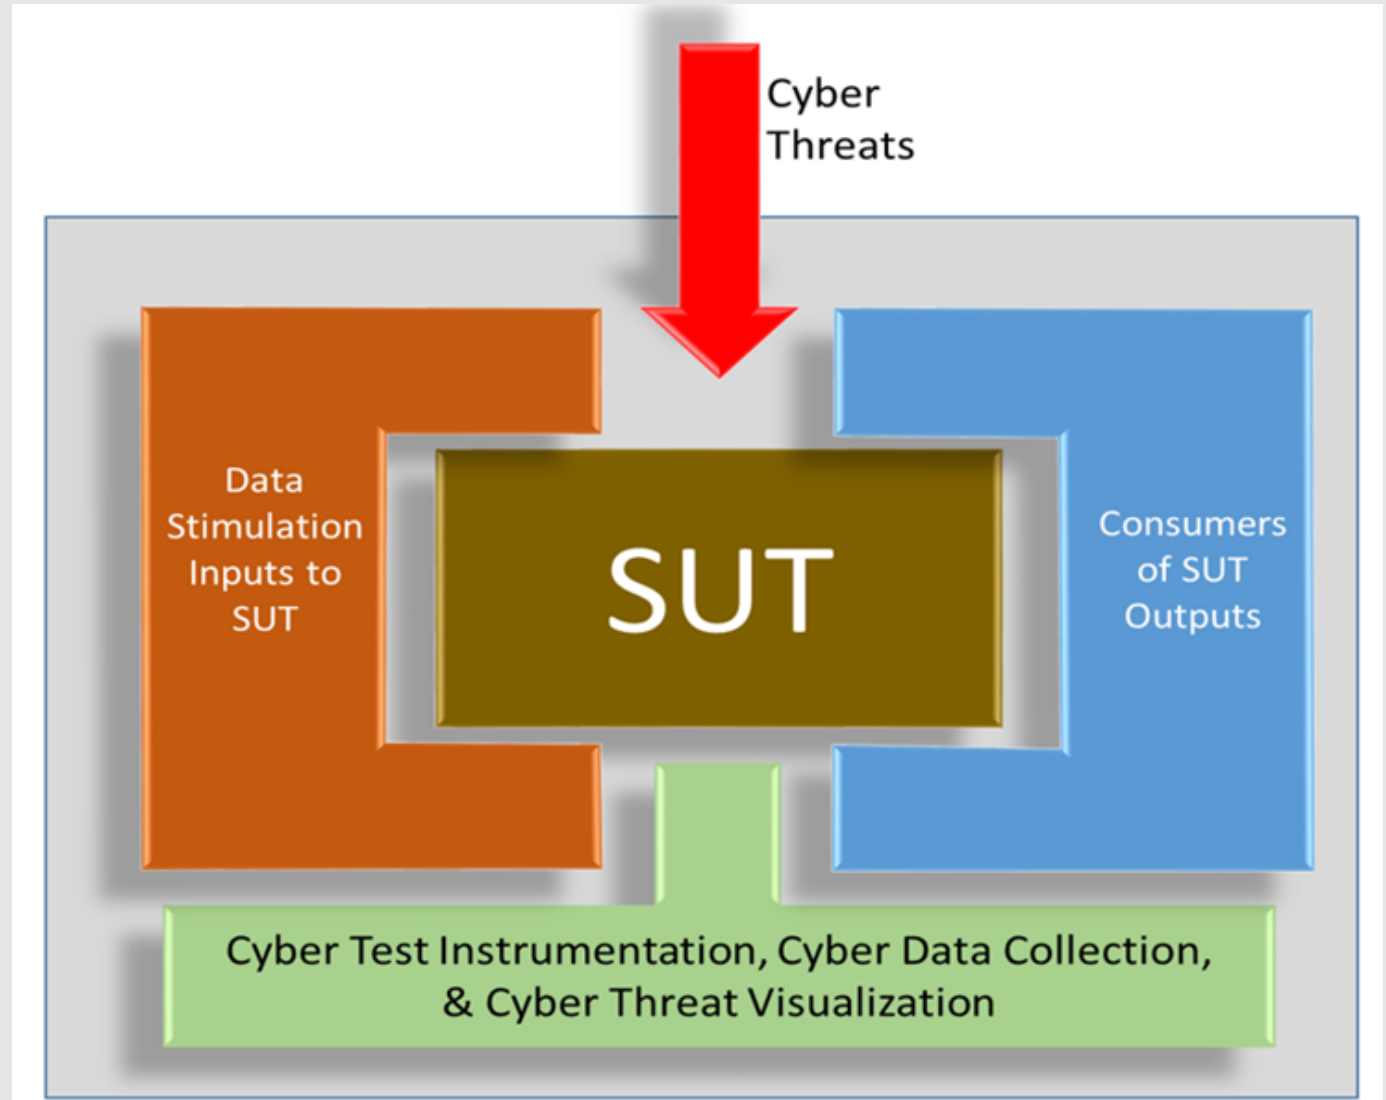 Cyber
Threats
Data
Stimulation
Inputs to
SUT
SUT
Consumers
of SUT
Outputs
Cyber Test Instrumentation, Cyber Data Collection,
& Cyber Threat Visualization